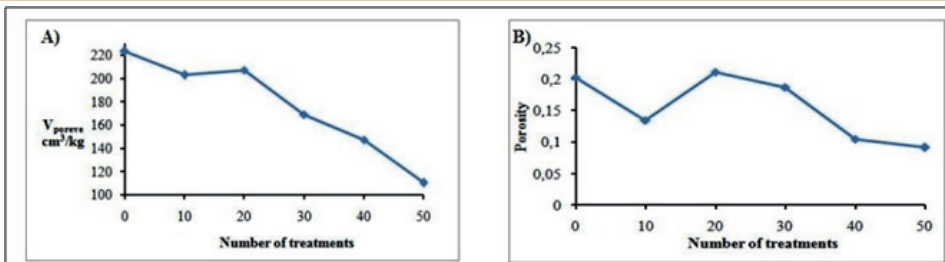 A)
220
200
180
160
140
120
100
V poreve
cm³/kg
0 10 20 30 40 50
Number of treatments
B)
0,25
0,2
0,15
0,1
0,05
0
Porosity
0 10 20 30 40 50
Number of treatments